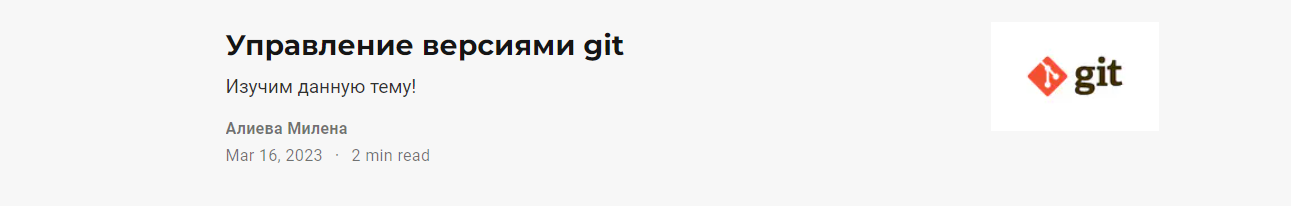 Управление версиями git
Изучим данную тему!
Алиева Милена
Mar 16, 2023 · 2 min read
git